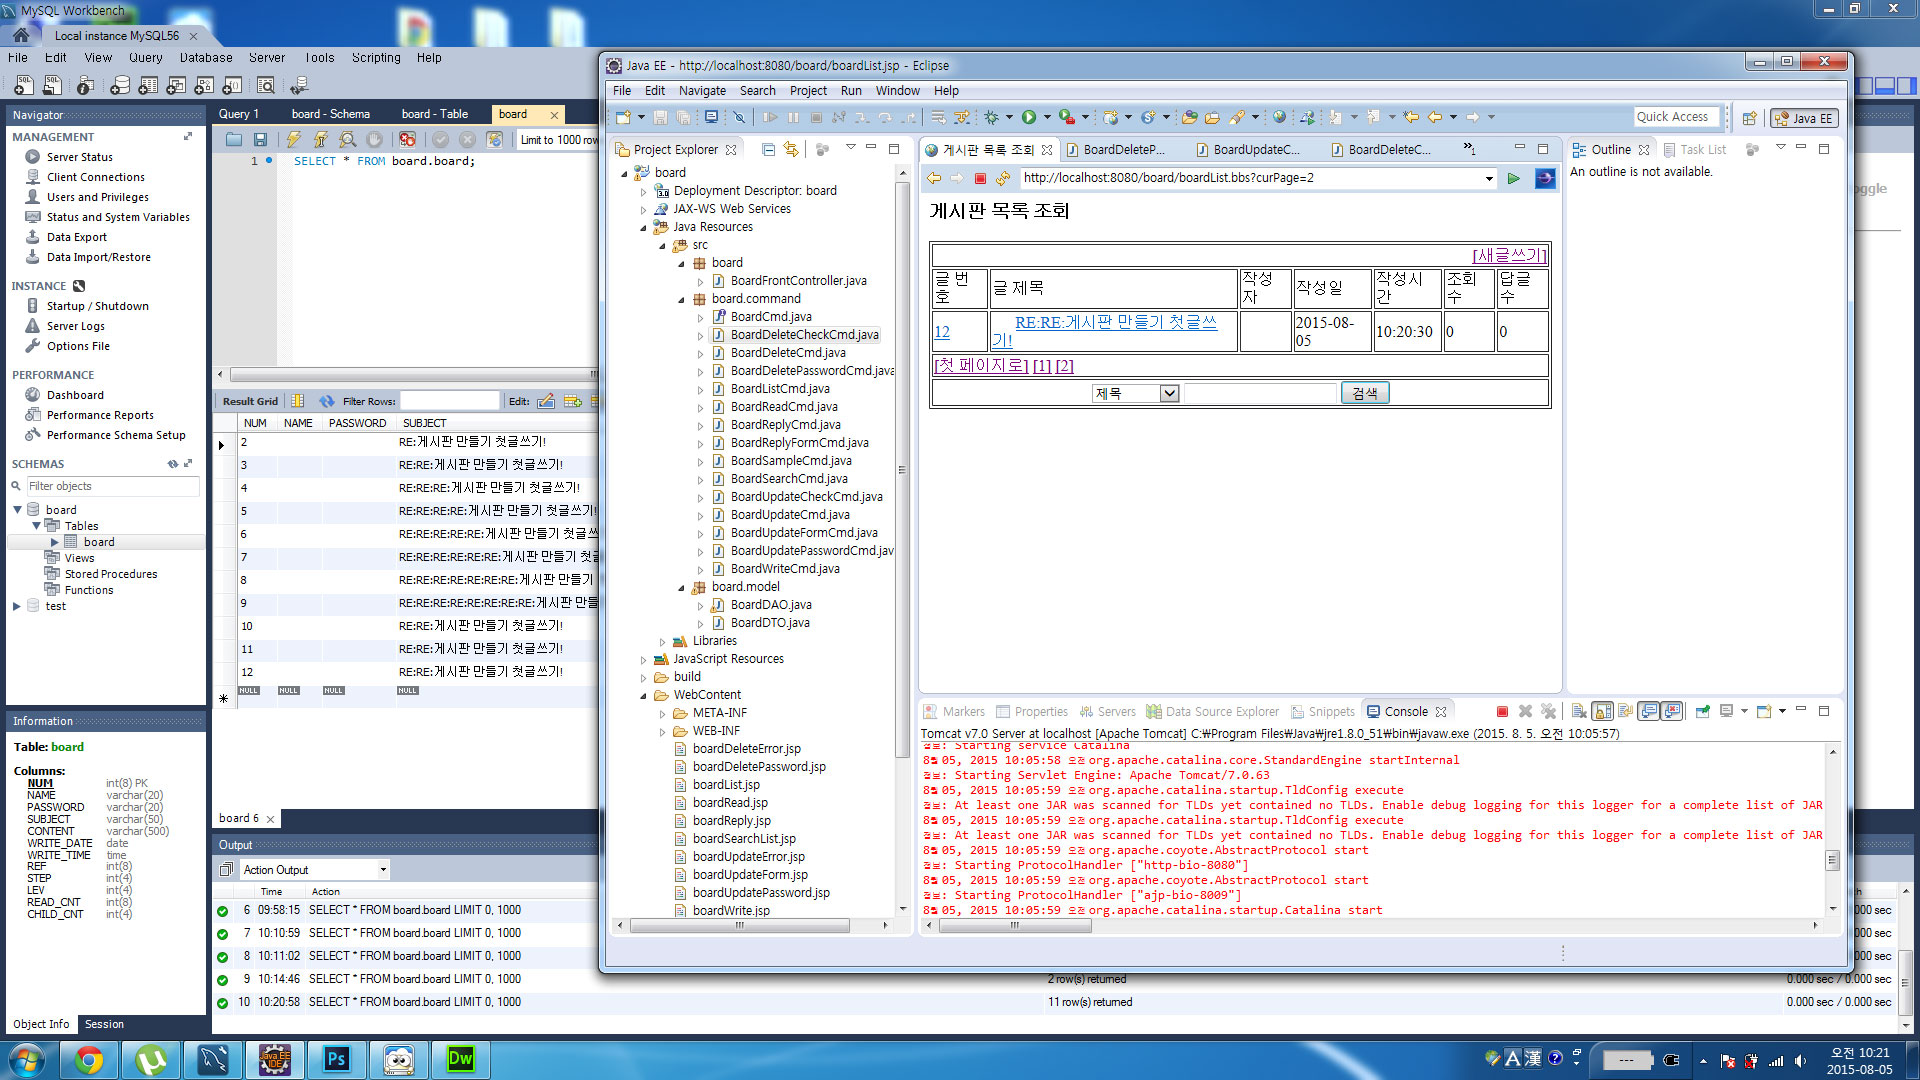 MySQL Workbench
Local instance MySQL56
File Edit View Query Database Server Tools Scripting Help
Navigator
MANAGEMENT
Server Status
Client Connections
Users and Privileges
Status and System Variables
Data Export
Data Import/Restore
INSTANCE
Startup / Shutdown
Server Logs
Options File
PERFORMANCE
Dashboard
Performance Reports
Performance Schema Setup
SCHEMAS
Filter objects
board
Tables
board
Views
Stored Procedures
Functions
test
Information
Table: board
Columns:
NUM int(8) PK
NAME varchar(20)
PASSWORD varchar(20)
SUBJECT varchar(50)
CONTENT varchar(500)
WRITE_DATE date
WRITE_TIME time
REF int(8)
STEP int(4)
LEV int(4)
READ_CNT int(8)
CHILD_CNT int(4)
Object Info Session
Query 1 board - Schema board - Table board
Limit to 1000 row
1 SELECT * FROM board.board;
Result Grid Filter Rows: Edit:
NUM NAME PASSWORD SUBJECT
2 RE:게시판 만들기 첫글쓰기!
3 RE:RE:게시판 만들기 첫글쓰기!
4 RE:RE:RE:게시판 만들기 첫글쓰기!
5 RE:RE:RE:RE:게시판 만들기 첫글쓰기!
6 RE:RE:RE:RE:RE:게시판 만들기 첫글쓰
7 RE:RE:RE:RE:RE:RE:게시판 만들기 첫글
8 RE:RE:RE:RE:RE:RE:RE:게시판 만들기
9 RE:RE:RE:RE:RE:RE:RE:RE:게시판 만들
10 RE:RE:게시판 만들기 첫글쓰기!
11 RE:RE:게시판 만들기 첫글쓰기!
12 RE:RE:게시판 만들기 첫글쓰기!
NULL NULL NULL NULL
board 6
Output
Action Output
Time Action
6 09:58:15 SELECT * FROM board.board LIMIT 0, 1000 000 sec
7 10:10:59 SELECT * FROM board.board LIMIT 0, 1000 000 sec
8 10:11:02 SELECT * FROM board.board LIMIT 0, 1000 000 sec
9 10:14:46 SELECT * FROM board.board LIMIT 0, 1000 2 row(s) returned 0.000 sec / 0.000 sec
10 10:20:58 SELECT * FROM board.board LIMIT 0, 1000 11 row(s) returned 0.000 sec / 0.000 sec
Java EE - http://localhost:8080/board/boardList.jsp - Eclipse
File Edit Navigate Search Project Run Window Help
Quick Access Java EE
Project Explorer
board
Deployment Descriptor: board
JAX-WS Web Services
Java Resources
src
board
BoardFrontController.java
board.command
BoardCmd.java
BoardDeleteCheckCmd.java
BoardDeleteCmd.java
BoardDeletePasswordCmd.java
BoardListCmd.java
BoardReadCmd.java
BoardReplyCmd.java
BoardReplyFormCmd.java
BoardSampleCmd.java
BoardSearchCmd.java
BoardUpdateCheckCmd.java
BoardUpdateCmd.java
BoardUpdateFormCmd.java
BoardUpdatePasswordCmd.jav
BoardWriteCmd.java
board.model
BoardDAO.java
BoardDTO.java
Libraries
JavaScript Resources
build
WebContent
META-INF
WEB-INF
boardDeleteError.jsp
boardDeletePassword.jsp
boardList.jsp
boardRead.jsp
boardReply.jsp
boardSearchList.jsp
boardUpdateError.jsp
boardUpdateForm.jsp
boardUpdatePassword.jsp
boardWrite.jsp
게시판 목록 조회 BoardDeleteP... BoardUpdateC... BoardDeleteC... »1
http://localhost:8080/board/boardList.bbs?curPage=2
게시판 목록 조회
[새글쓰기]
글 번호 글 제목 작성자 작성일 작성시간 조회수 답글수
12 RE:RE:게시판 만들기 첫글쓰기! 2015-08-05 10:20:30 0 0
[첫 페이지로] [1] [2]
제목 검색
Outline Task List
An outline is not available.
oggle
Markers Properties Servers Data Source Explorer Snippets Console
Tomcat v7.0 Server at localhost [Apache Tomcat] C:￦Program Files￦Java￦jre1.8.0_51￦bin￦javaw.exe (2015. 8. 5. 오전 10:05:57)
정보: Starting service Catalina
8월 05, 2015 10:05:58 오전 org.apache.catalina.core.StandardEngine startInternal
정보: Starting Servlet Engine: Apache Tomcat/7.0.63
8월 05, 2015 10:05:59 오전 org.apache.catalina.startup.TldConfig execute
정보: At least one JAR was scanned for TLDs yet contained no TLDs. Enable debug logging for this logger for a complete list of JAR
8월 05, 2015 10:05:59 오전 org.apache.catalina.startup.TldConfig execute
정보: At least one JAR was scanned for TLDs yet contained no TLDs. Enable debug logging for this logger for a complete list of JAR
8월 05, 2015 10:05:59 오전 org.apache.coyote.AbstractProtocol start
정보: Starting ProtocolHandler ["http-bio-8080"]
8월 05, 2015 10:05:59 오전 org.apache.coyote.AbstractProtocol start
정보: Starting ProtocolHandler ["ajp-bio-8009"]
8월 05, 2015 10:05:59 오전 org.apache.catalina.startup.Catalina start
Java EE IDE Ps Dw
A 漢
오전 10:21
2015-08-05